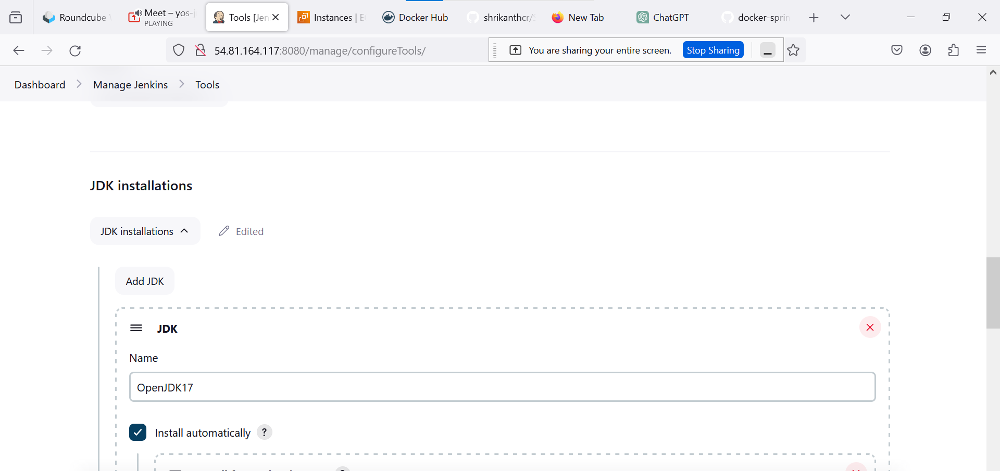 Roundcube
Meet – yos-j
PLAYING
Tools [Jen
Instances | E
Docker Hub
shrikanthcr/
New Tab
ChatGPT
docker-sprin
54.81.164.117:8080/manage/configureTools/
You are sharing your entire screen.
Stop Sharing
Dashboard
Manage Jenkins
Tools
JDK installations
JDK installations
Edited
Add JDK
JDK
Name
OpenJDK17
Install automatically
?